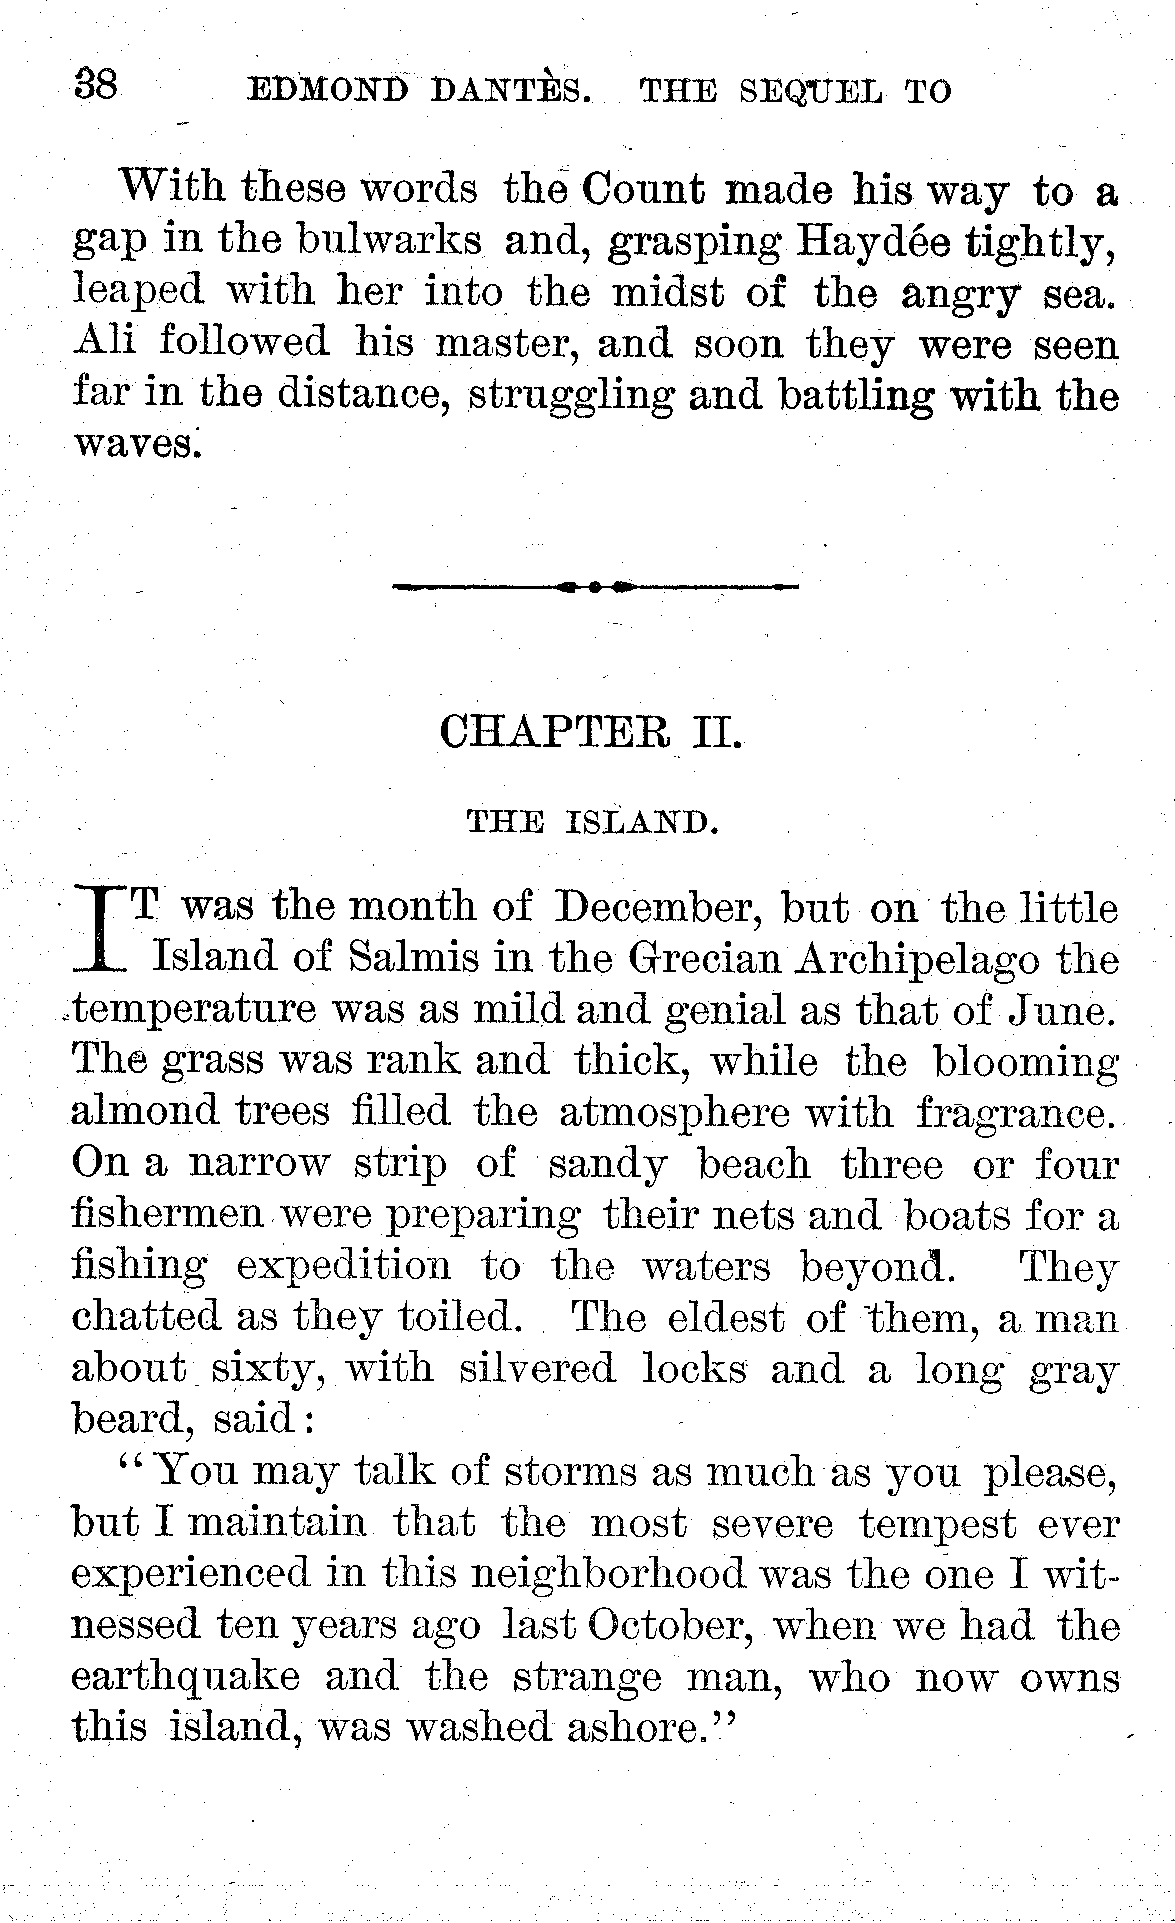 38 EDMOND DANTÈS. THE SEQUEL TO
With these words the Count made his way to a
gap in the bulwarks and, grasping Haydée tightly,
leaped with her into the midst of the angry sea.
Ali followed his master, and soon they were seen
far in the distance, struggling and battling with the
waves.
CHAPTER II.
THE ISLAND.
IT was the month of December, but on the little
Island of Salmis in the Grecian Archipelago the
temperature was as mild and genial as that of June.
The grass was rank and thick, while the blooming
almond trees filled the atmosphere with fragrance.
On a narrow strip of sandy beach three or four
fishermen were preparing their nets and boats for a
fishing expedition to the waters beyond. They
chatted as they toiled. The eldest of them, a man
about sixty, with silvered locks and a long gray
beard, said:
"You may talk of storms as much as you please,
but I maintain that the most severe tempest ever
experienced in this neighborhood was the one I wit-
nessed ten years ago last October, when we had the
earthquake and the strange man, who now owns
this island, was washed ashore."